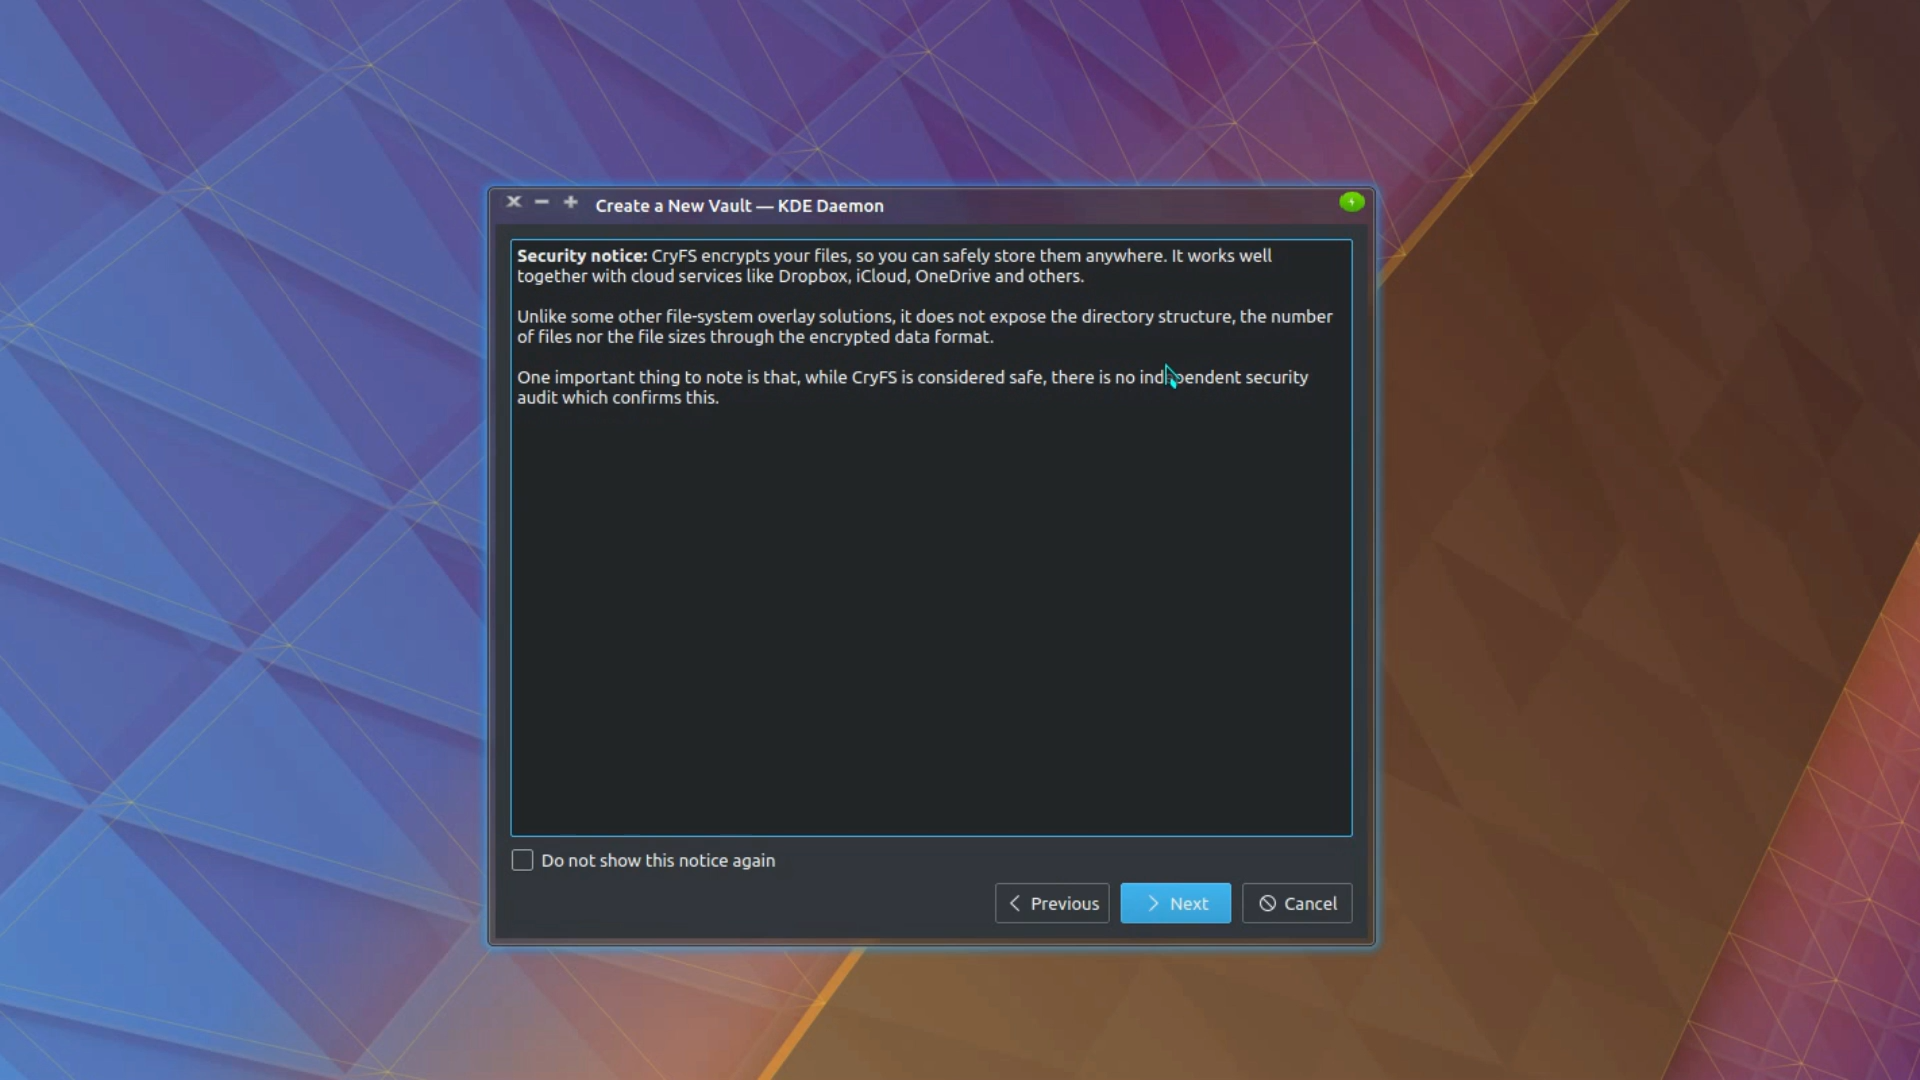 Create a New Vault — KDE Daemon
Security notice: CryFS encrypts your files, so you can safely store them anywhere. It works well
together with cloud services like Dropbox, iCloud, OneDrive and others.
Unlike some other file-system overlay solutions, it does not expose the directory structure, the number
of files nor the file sizes through the encrypted data format.
One important thing to note is that, while CryFS is considered safe, there is no independent security
audit which confirms this.
Do not show this notice again
Previous
Next
Cancel